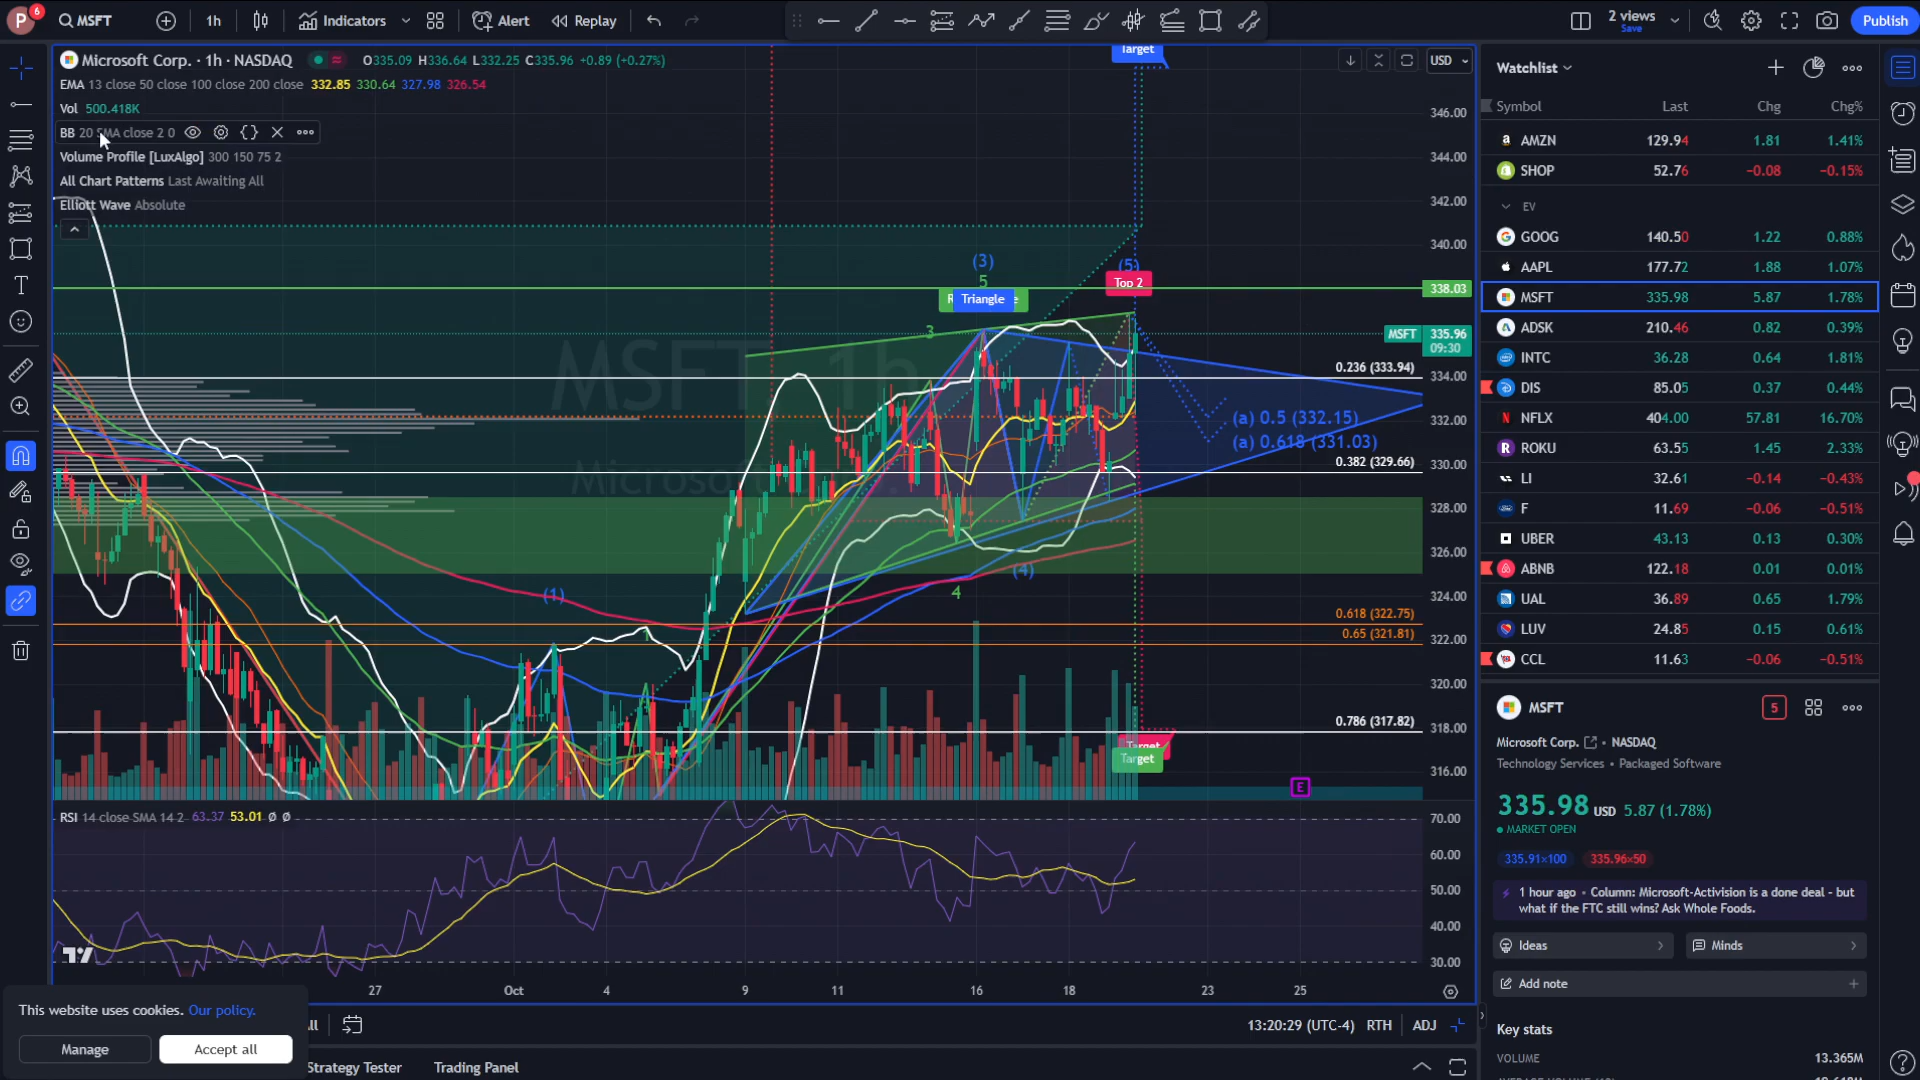 P 6 MSFT 1h Indicators Alert Replay 2 views Save Publish
Microsoft Corp. · 1h · NASDAQ O335.09 H336.64 L332.25 C335.96 +0.89 (+0.27%)
EMA 13 close 50 close 100 close 200 close 332.85 330.64 327.98 326.54
Vol 500.418K
BB 20 SMA close 2 0
Volume Profile [LuxAlgo] 300 150 75 2
All Chart Patterns Last Awaiting All
Elliott Wave Absolute
Target
USD
346.00
344.00
342.00
340.00
338.03
MSFT 335.96
09:30
334.00
332.00
330.00
328.00
326.00
324.00
322.00
320.00
318.00
316.00
(3)
5
Triangle
(5)
Top 2
3
MSFT, 1h
0.236 (333.94)
(a) 0.5 (332.15)
(a) 0.618 (331.03)
0.382 (329.66)
(4)
4
(1)
1
0.618 (322.75)
0.65 (321.81)
0.786 (317.82)
Target
Target
E
RSI 14 close SMA 14 2 63.37 53.01 Ø Ø
70.00
60.00
50.00
40.00
30.00
27 Oct 4 9 11 16 18 23 25
This website uses cookies. Our policy.
Manage Accept all
13:20:29 (UTC-4) RTH ADJ
Strategy Tester Trading Panel
Watchlist
Symbol Last Chg Chg%
AMZN 129.94 1.81 1.41%
SHOP 52.76 −0.08 −0.15%
EV
GOOG 140.50 1.22 0.88%
AAPL 177.72 1.88 1.07%
MSFT 335.98 5.87 1.78%
ADSK 210.46 0.82 0.39%
INTC 36.28 0.64 1.81%
DIS 85.05 0.37 0.44%
NFLX 404.00 57.81 16.70%
ROKU 63.55 1.45 2.33%
LI 32.61 −0.14 −0.43%
F 11.69 −0.06 −0.51%
UBER 43.13 0.13 0.30%
ABNB 122.18 0.01 0.01%
UAL 36.89 0.65 1.79%
LUV 24.85 0.15 0.61%
CCL 11.63 −0.06 −0.51%
MSFT 5
Microsoft Corp. • NASDAQ
Technology Services • Packaged Software
335.98 USD 5.87 (1.78%)
MARKET OPEN
335.91×100 335.96×50
1 hour ago • Column: Microsoft-Activision is a done deal - but
what if the FTC still wins? Ask Whole Foods.
Ideas Minds
Add note
Key stats
VOLUME 13.365M